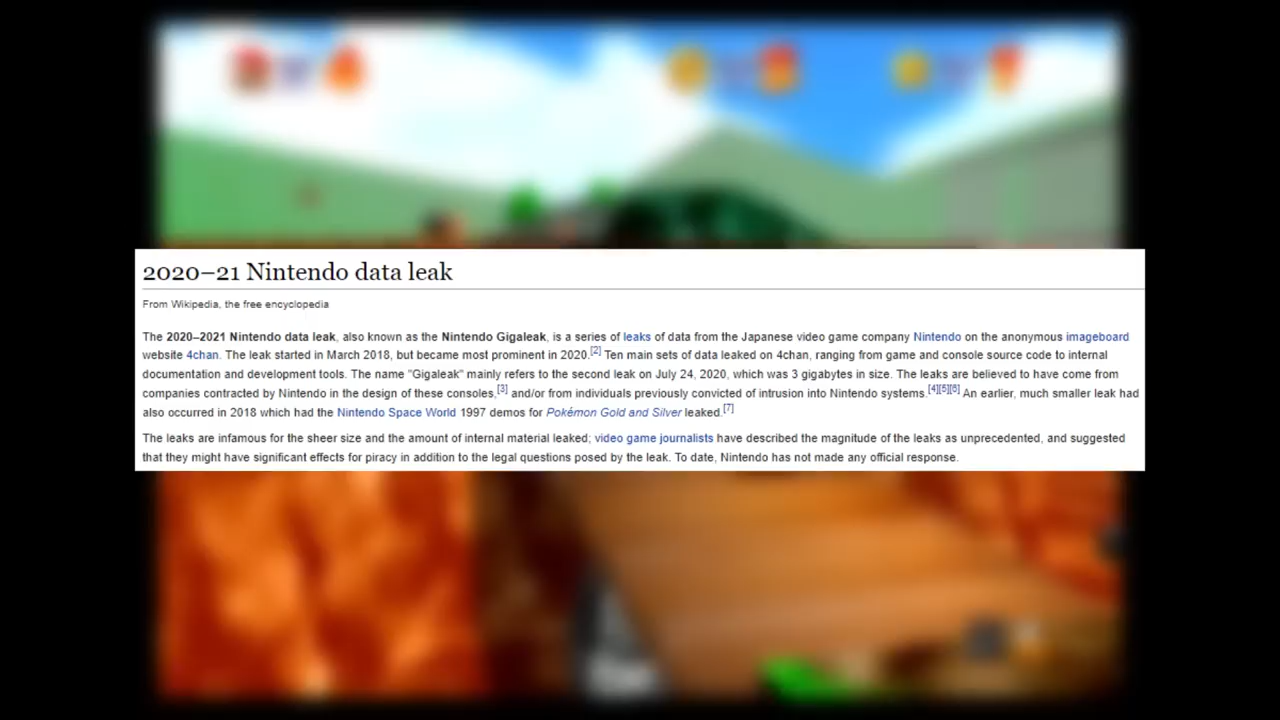 2020–21 Nintendo data leak
From Wikipedia, the free encyclopedia
The 2020–2021 Nintendo data leak, also known as the Nintendo Gigaleak, is a series of leaks of data from the Japanese video game company Nintendo on the anonymous imageboard
website 4chan. The leak started in March 2018, but became most prominent in 2020.[2] Ten main sets of data leaked on 4chan, ranging from game and console source code to internal
documentation and development tools. The name "Gigaleak" mainly refers to the second leak on July 24, 2020, which was 3 gigabytes in size. The leaks are believed to have come from
companies contracted by Nintendo in the design of these consoles,[3] and/or from individuals previously convicted of intrusion into Nintendo systems.[4][5][6] An earlier, much smaller leak had
also occurred in 2018 which had the Nintendo Space World 1997 demos for Pokémon Gold and Silver leaked.[7]
The leaks are infamous for the sheer size and the amount of internal material leaked; video game journalists have described the magnitude of the leaks as unprecedented, and suggested
that they might have significant effects for piracy in addition to the legal questions posed by the leak. To date, Nintendo has not made any official response.